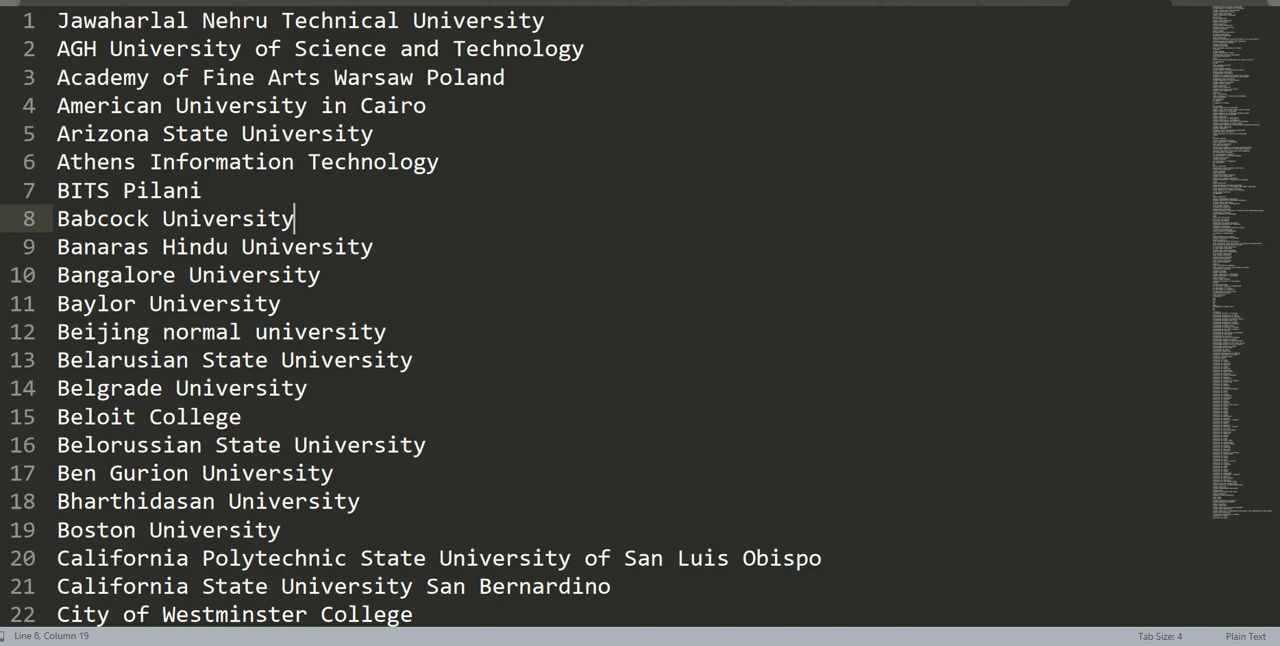 1 Jawaharlal Nehru Technical University
2 AGH University of Science and Technology
3 Academy of Fine Arts Warsaw Poland
4 American University in Cairo
5 Arizona State University
6 Athens Information Technology
7 BITS Pilani
8 Babcock University
9 Banaras Hindu University
10 Bangalore University
11 Baylor University
12 Beijing normal university
13 Belarusian State University
14 Belgrade University
15 Beloit College
16 Belorussian State University
17 Ben Gurion University
18 Bharthidasan University
19 Boston University
20 California Polytechnic State University of San Luis Obispo
21 California State University San Bernardino
22 City of Westminster College
Line 8, Column 19 Tab Size: 4 Plain Text